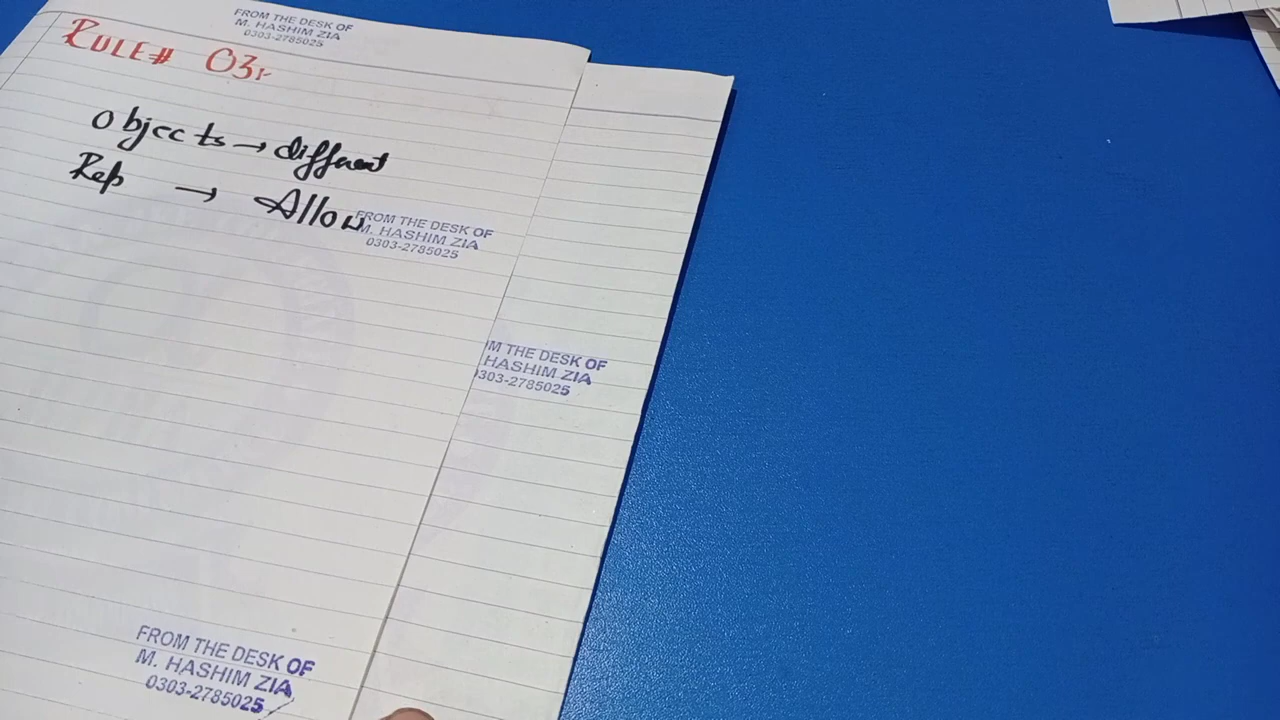 FROM THE DESK OF
M. HASHIM ZIA
0303-2785025
RULE# 03:-
Objects → different
Rep → Allow
FROM THE DESK OF
M. HASHIM ZIA
0303-2785025
M THE DESK OF
HASHIM ZIA
0303-2785025
FROM THE DESK OF
M. HASHIM ZIA
0303-2785025